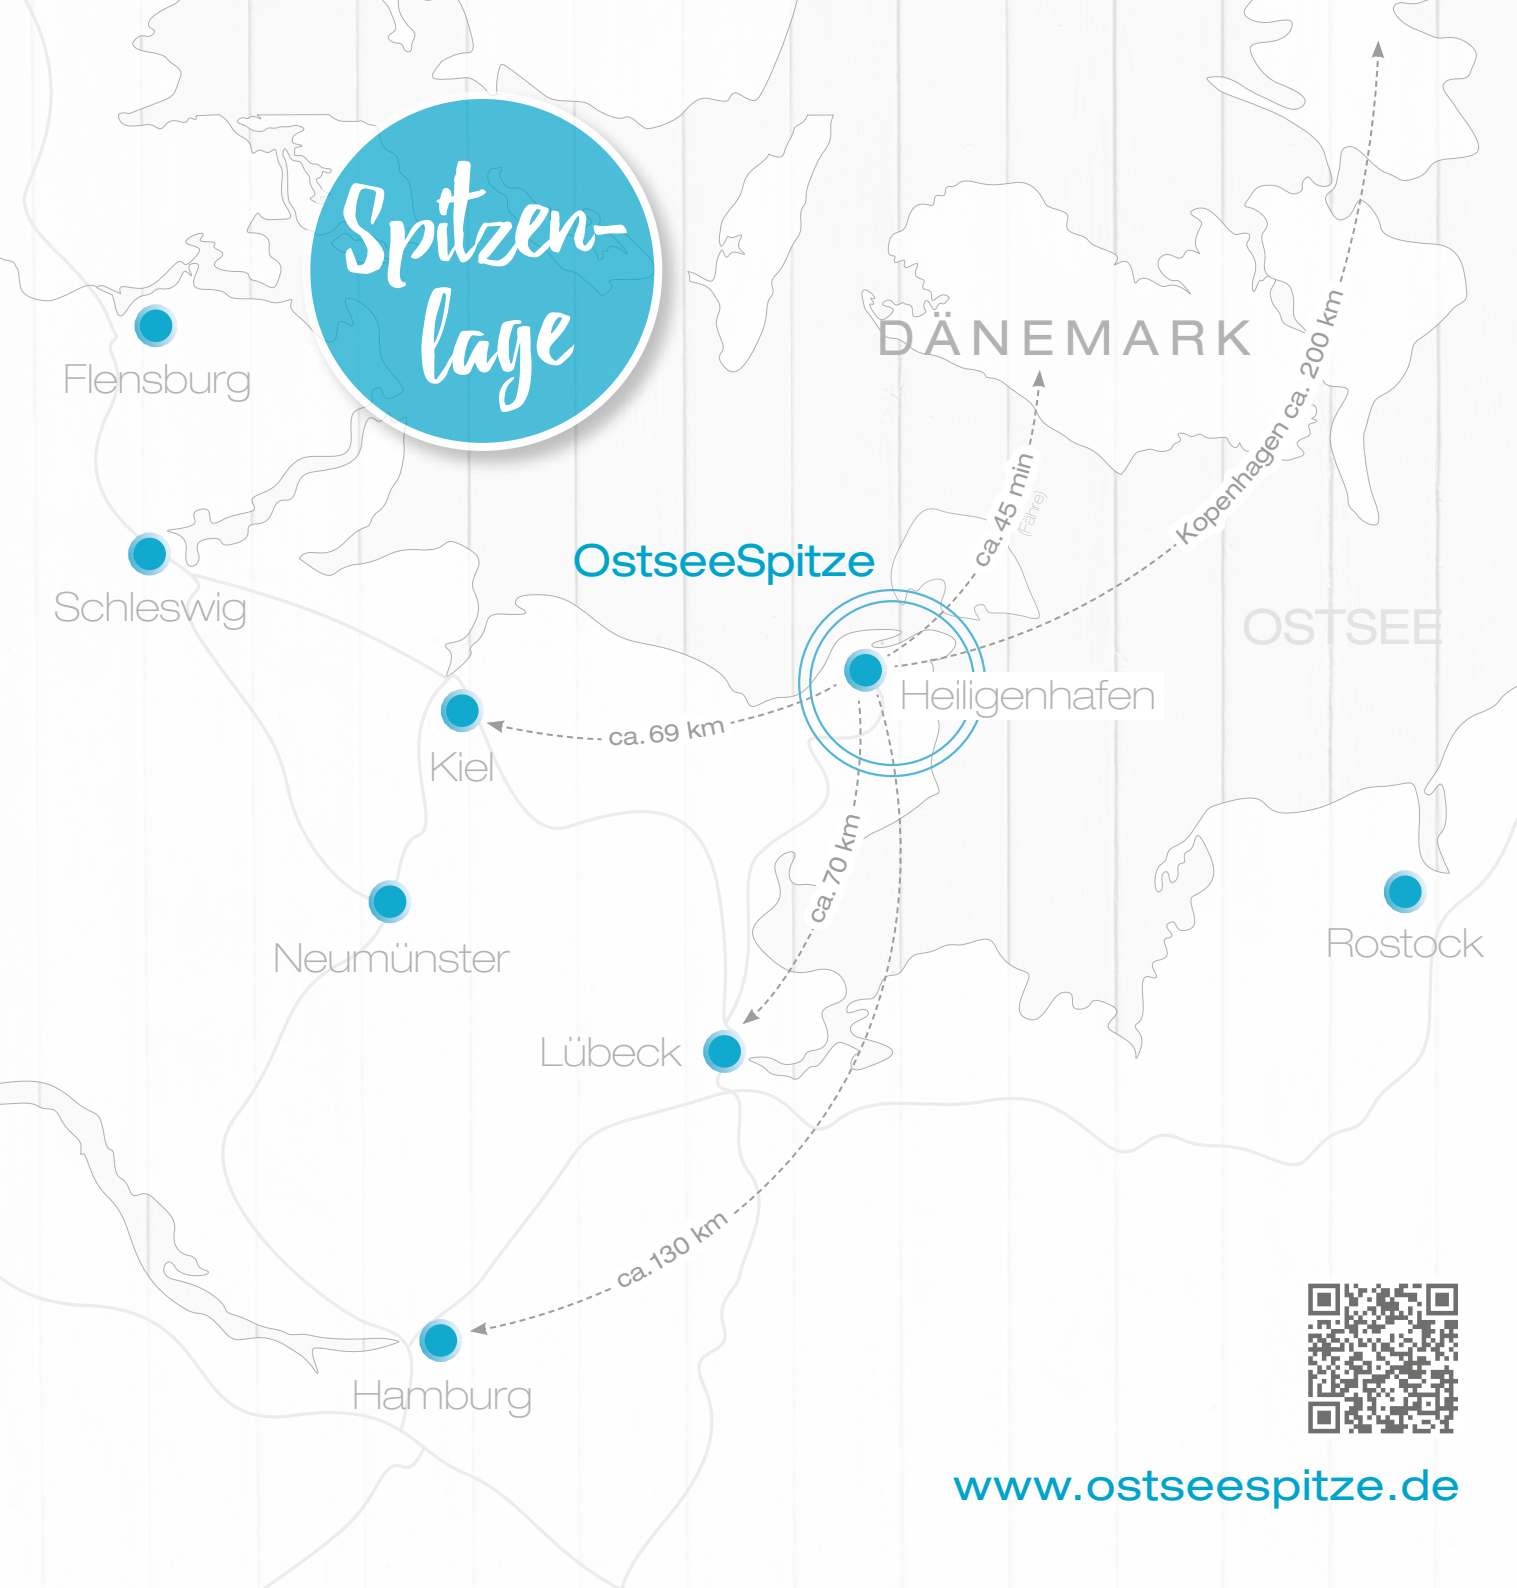 Spitzen-
lage
DÄNEMARK
Flensburg
Kopenhagen ca. 200 km
ca. 45 min
(Fähre)
OstseeSpitze
Schleswig
OSTSEE
Heiligenhafen
ca. 69 km
Kiel
ca. 70 km
Neumünster
Rostock
Lübeck
ca. 130 km
Hamburg
www.ostseespitze.de